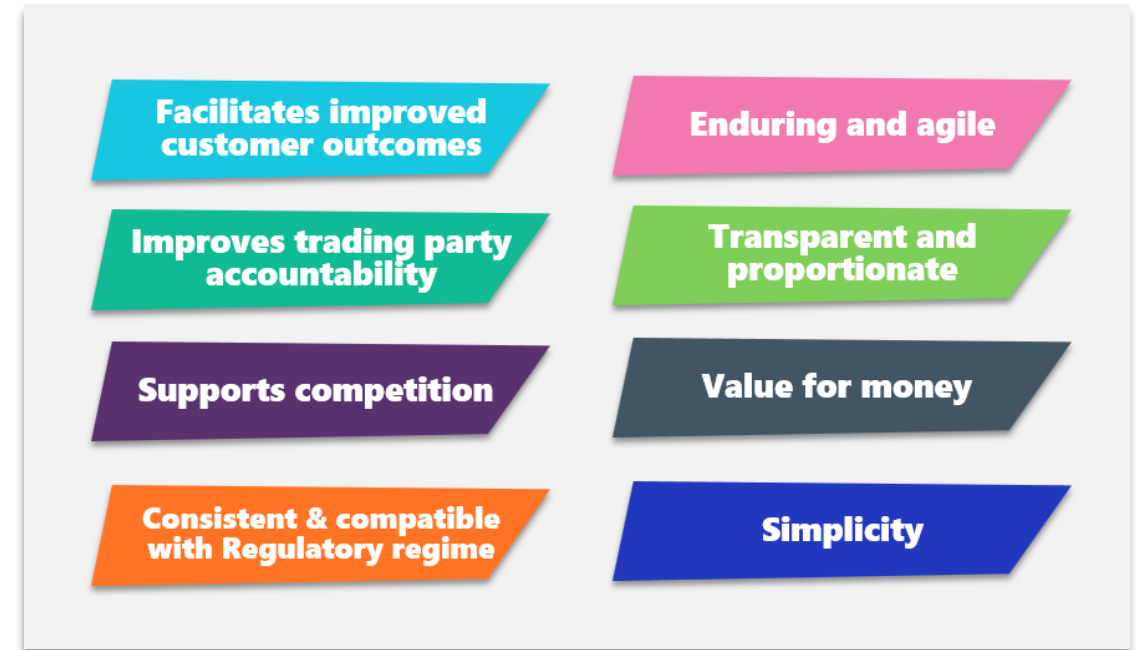 Facilitates improved
customer outcomes
Improves trading party
accountability
Supports competition
Consistent & compatible
with Regulatory regime
Enduring and agile
Transparent and
proportionate
Value for money
Simplicity